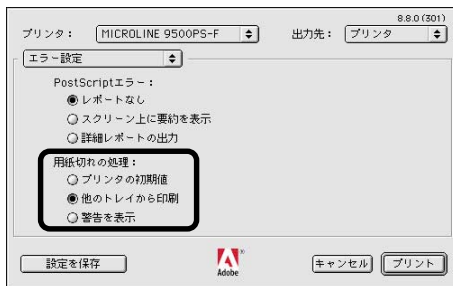 8.8.0 (301)
プリンタ： MICROLINE 9500PS-F 出力先： プリンタ
エラー設定
PostScriptエラー：
レポートなし
スクリーン上に要約を表示
詳細レポートの出力
用紙切れの処理：
プリンタの初期値
他のトレイから印刷
警告を表示
設定を保存 Adobe キャンセル プリント